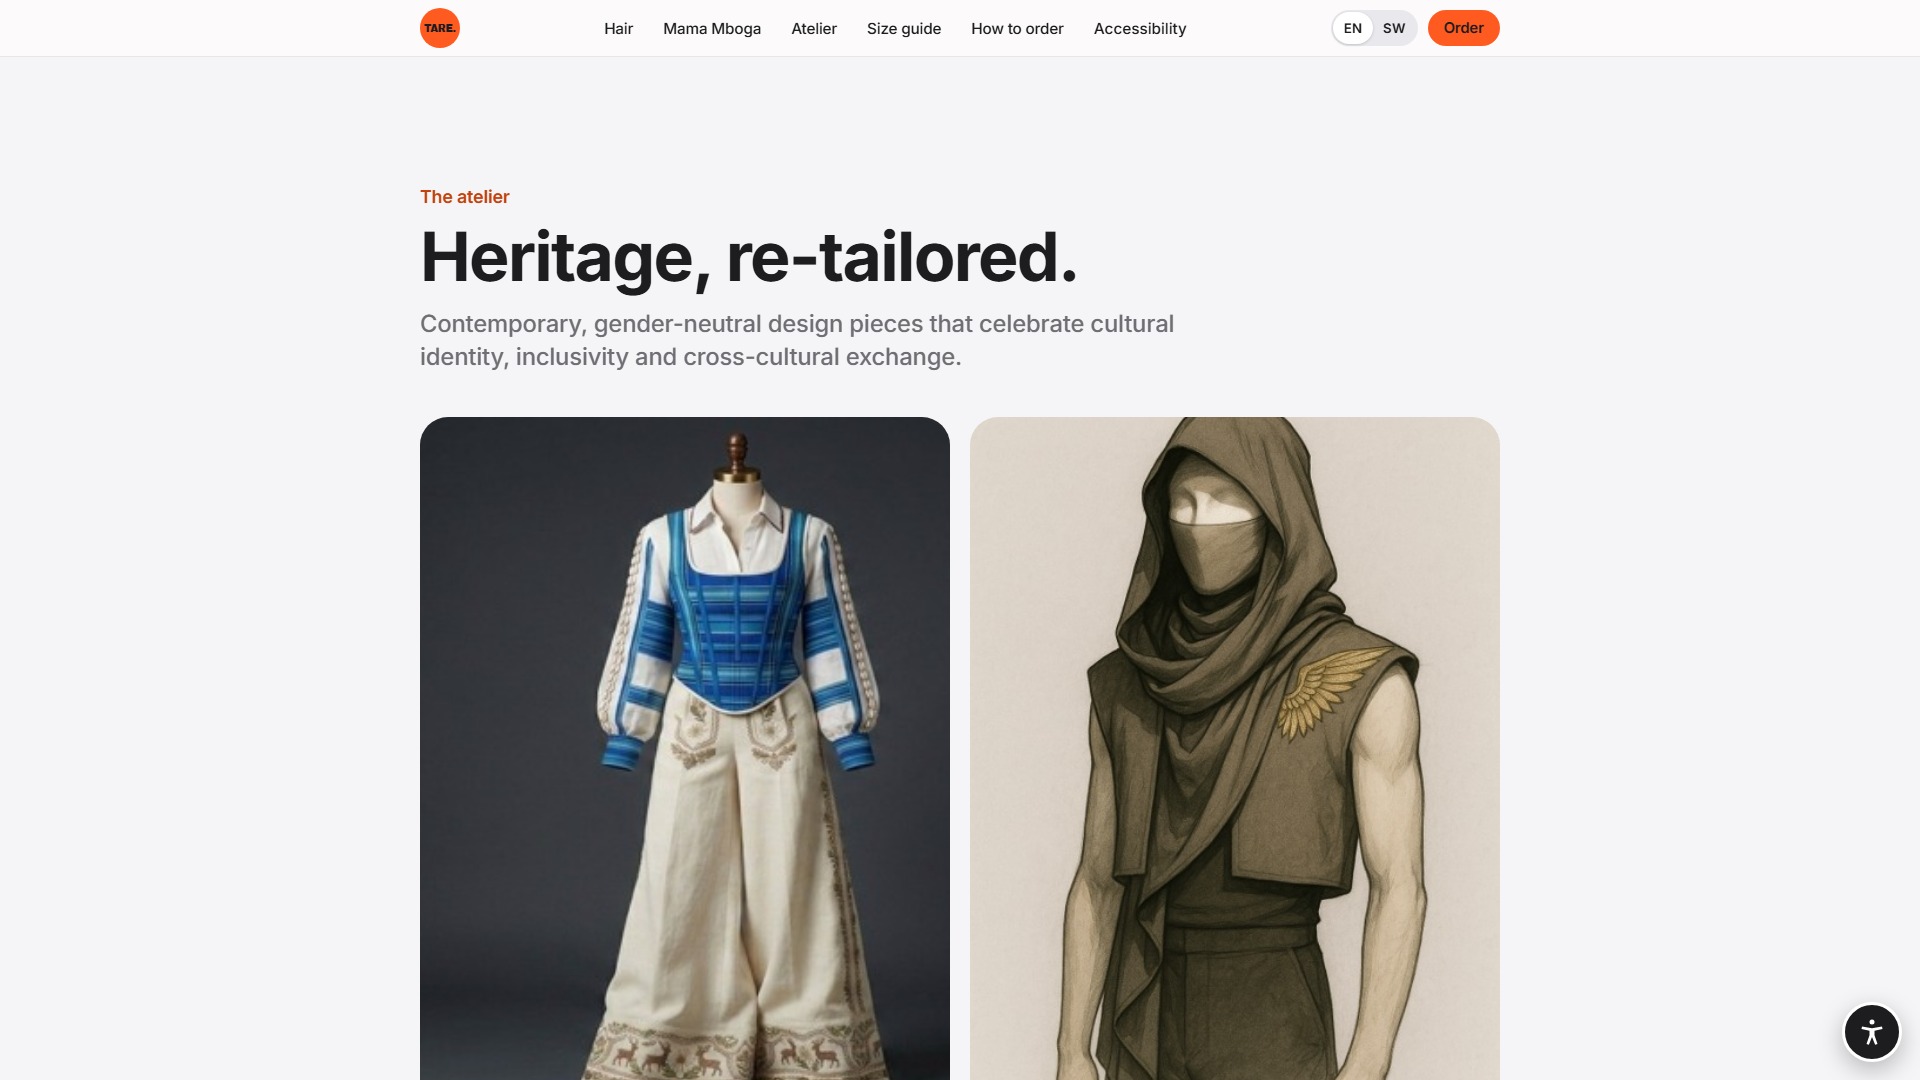 TARE.
Hair
Mama Mboga
Atelier
Size guide
How to order
Accessibility
EN
SW
Order
The atelier
Heritage, re-tailored.
Contemporary, gender-neutral design pieces that celebrate cultural
identity, inclusivity and cross-cultural exchange.